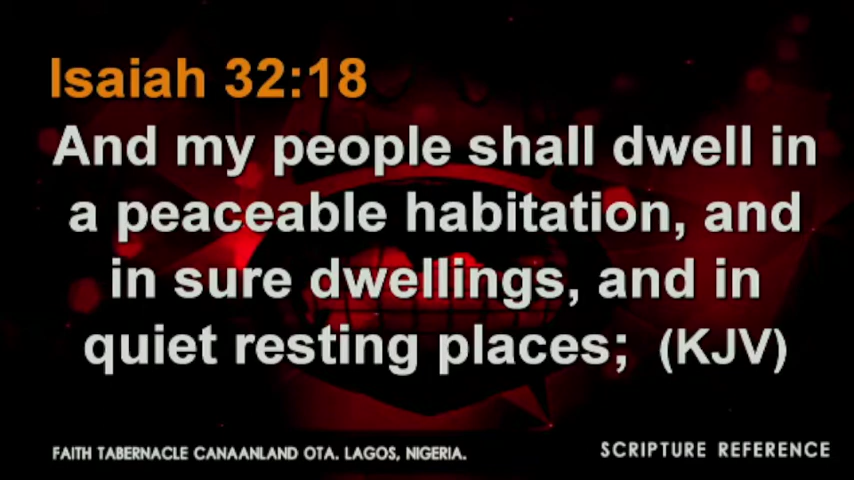 Isaiah 32:18
And my people shall dwell in
a peaceable habitation, and
in sure dwellings, and in
quiet resting places; (KJV)
FAITH TABERNACLE CANAANLAND OTA. LAGOS, NIGERIA.
SCRIPTURE REFERENCE